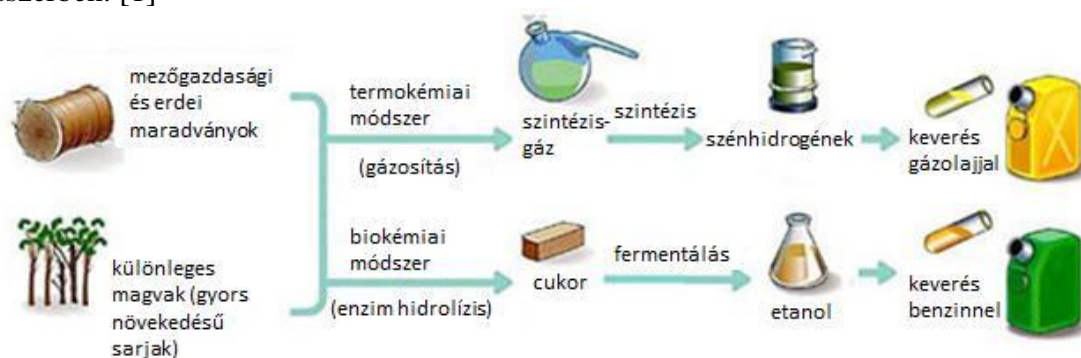 mezőgazdasági
és erdei
maradványok
termokémiai
módszer
(gázosítás)
szintézis-
gáz
szintézis
szénhidrogének
keverés
gázolajjal
különleges
magvak (gyors
növekedésű
sarjak)
biokémiai
módszer
(enzim hidrolízis)
cukor
fermentálás
etanol
keverés
benzinnel